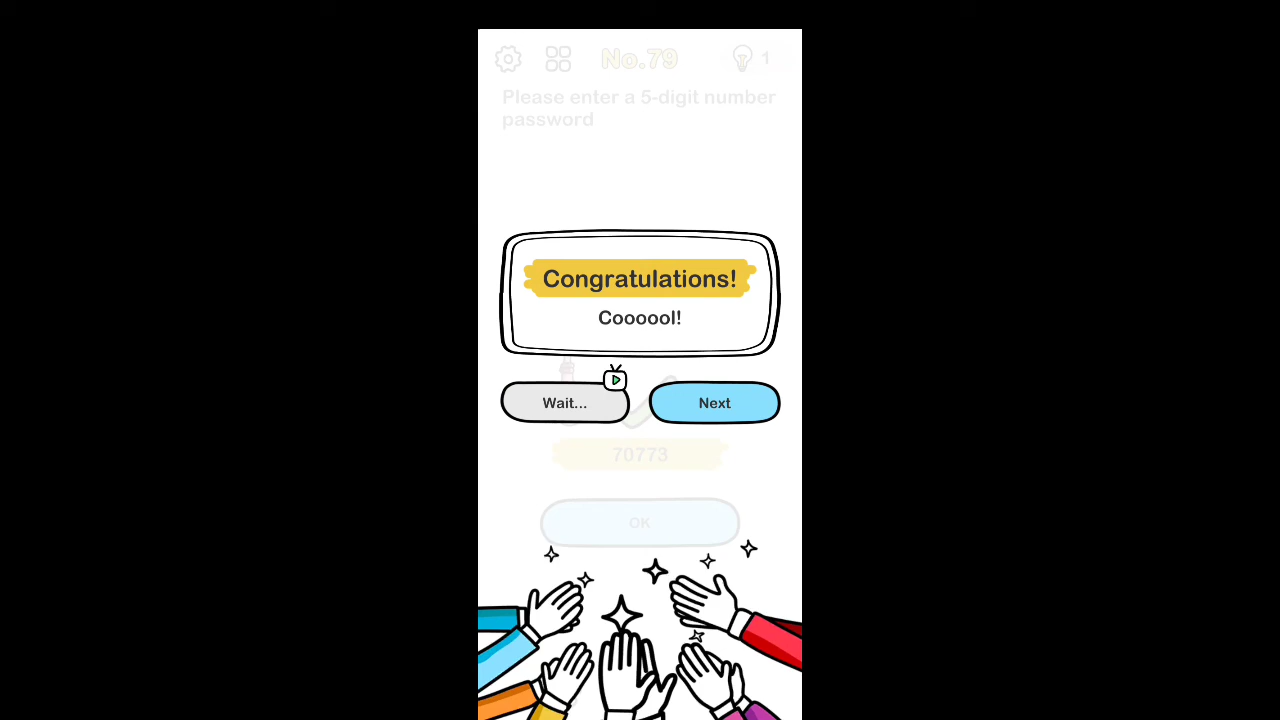 No.79
1
Please enter a 5-digit number
password
Congratulations!
Coooool!
Wait...
Next
70773
OK